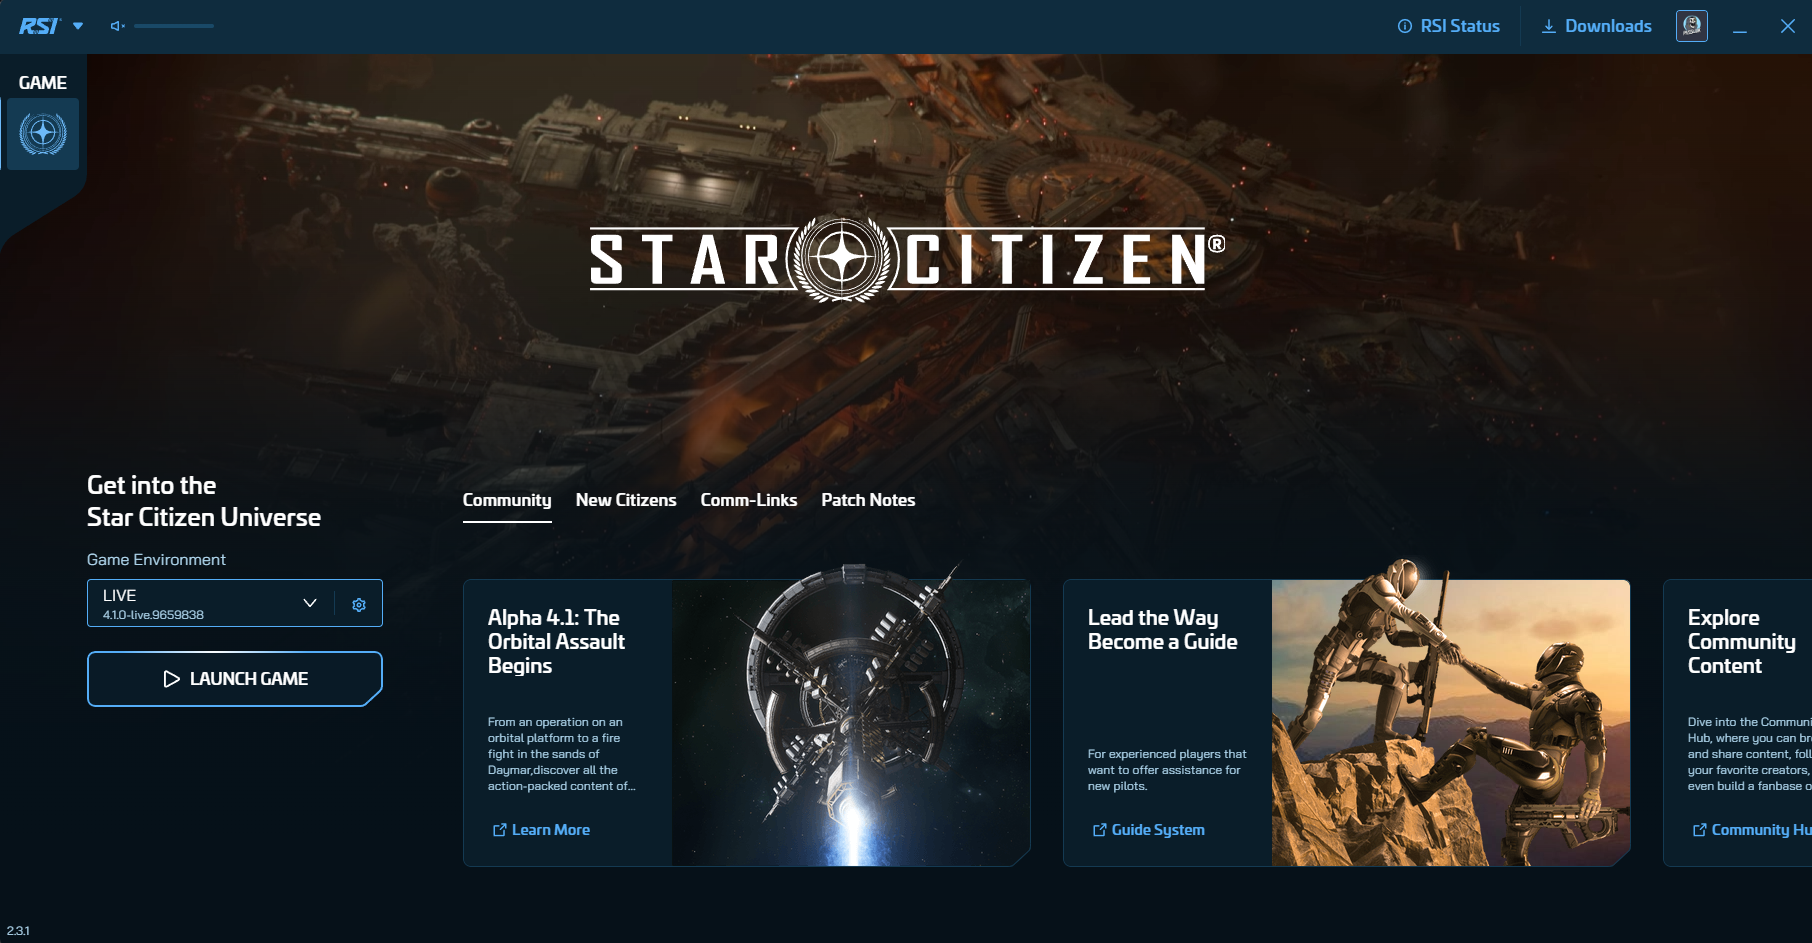 RSI
RSI Status
Downloads
GAME
STAR CITIZEN®
Get into the
Star Citizen Universe
Game Environment
LIVE
4.1.0-live.9659838
LAUNCH GAME
Community
New Citizens
Comm-Links
Patch Notes
Alpha 4.1: The
Orbital Assault
Begins
From an operation on an
orbital platform to a fire
fight in the sands of
Daymar,discover all the
action-packed content of...
Learn More
Lead the Way
Become a Guide
For experienced players that
want to offer assistance for
new pilots.
Guide System
Explore
Community
Content
Dive into the Communi
Hub, where you can br
and share content, foll
your favorite creators,
even build a fanbase o
Community Hu
2.3.1